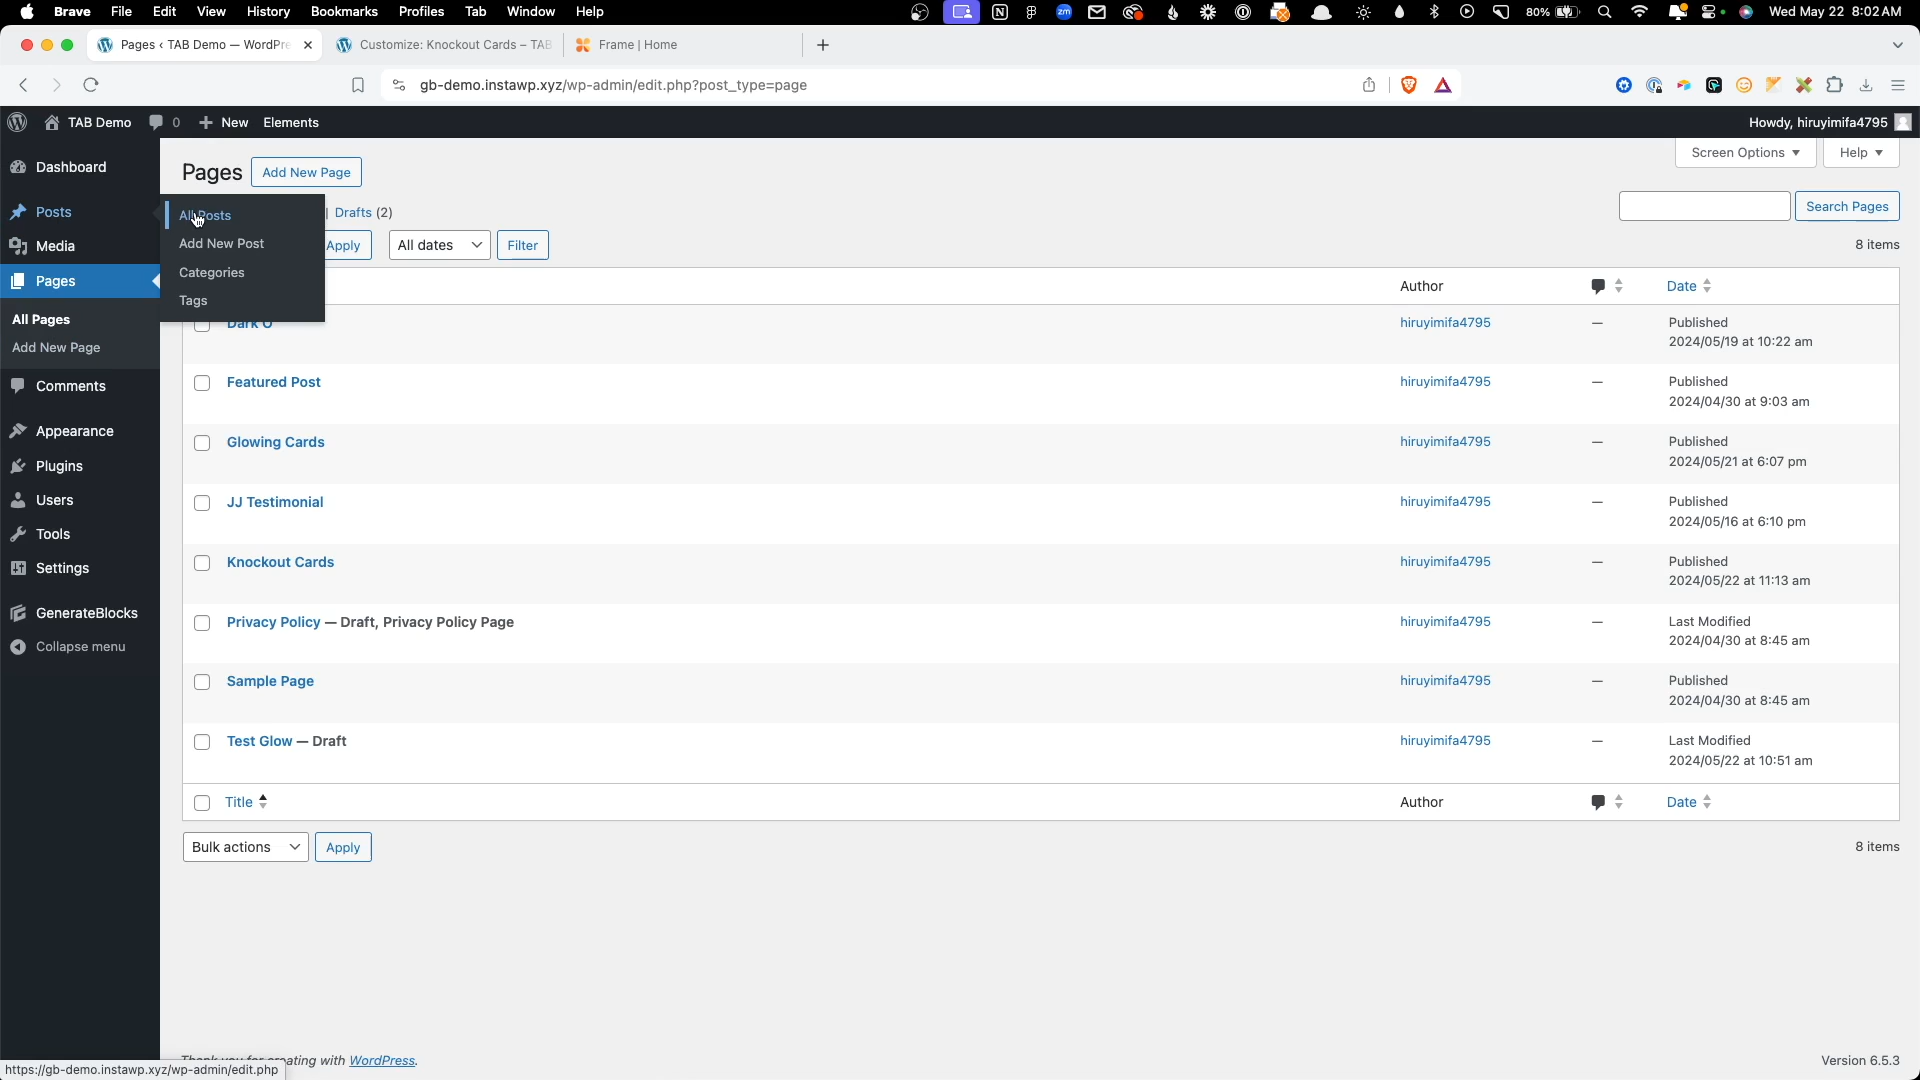 Brave File Edit View History Bookmarks Profiles Tab Window Help 80% Wed May 22 8:02 AM
Pages ‹ TAB Demo — WordPre Customize: Knockout Cards – TAB Frame | Home
gb-demo.instawp.xyz/wp-admin/edit.php?post_type=page
TAB Demo 0 New Elements Howdy, hiruyimifa4795
Screen Options Help
Dashboard
Posts
Media
Pages
All Pages
Add New Page
Comments
Appearance
Plugins
Users
Tools
Settings
GenerateBlocks
Collapse menu
Pages Add New Page
All Posts
Add New Post
Categories
Tags
| Drafts (2)
Search Pages
Apply All dates Filter 8 items
Author Date
hiruyimifa4795 — Published
2024/05/19 at 10:22 am
Featured Post hiruyimifa4795 — Published
2024/04/30 at 9:03 am
Glowing Cards hiruyimifa4795 — Published
2024/05/21 at 6:07 pm
JJ Testimonial hiruyimifa4795 — Published
2024/05/16 at 6:10 pm
Knockout Cards hiruyimifa4795 — Published
2024/05/22 at 11:13 am
Privacy Policy — Draft, Privacy Policy Page hiruyimifa4795 — Last Modified
2024/04/30 at 8:45 am
Sample Page hiruyimifa4795 — Published
2024/04/30 at 8:45 am
Test Glow — Draft hiruyimifa4795 — Last Modified
2024/05/22 at 10:51 am
Title Author Date
Bulk actions Apply 8 items
with WordPress. Version 6.5.3
https://gb-demo.instawp.xyz/wp-admin/edit.php